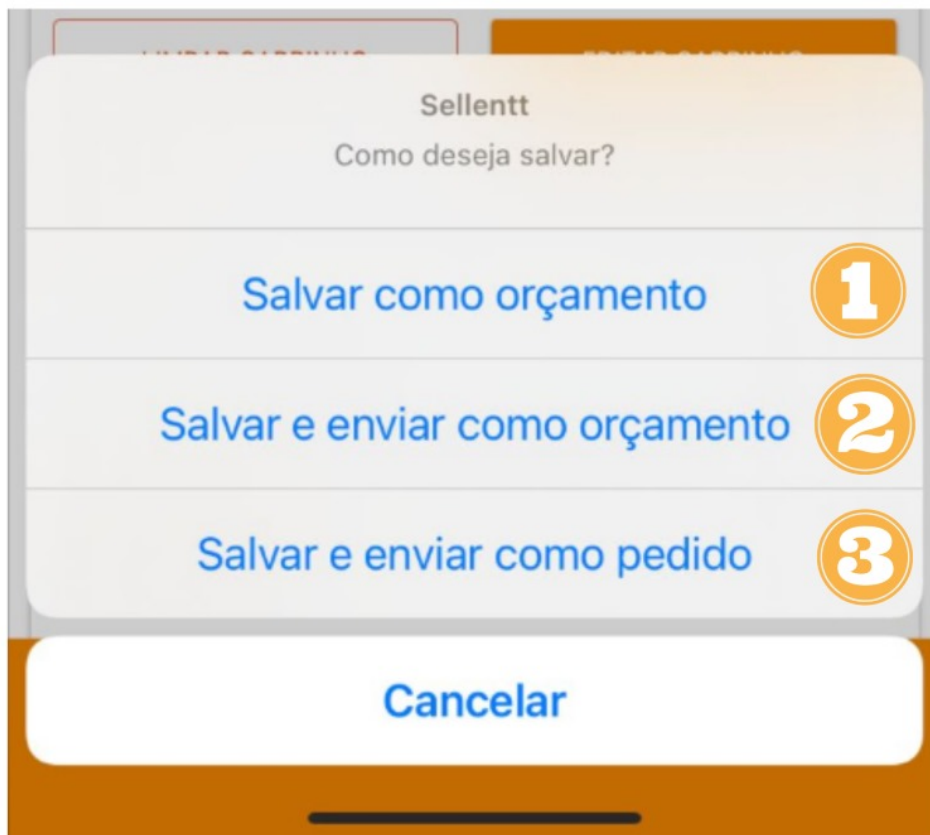 Sellentt
Como deseja salvar?
Salvar como orçamento
1
Salvar e enviar como orçamento
2
Salvar e enviar como pedido
3
Cancelar